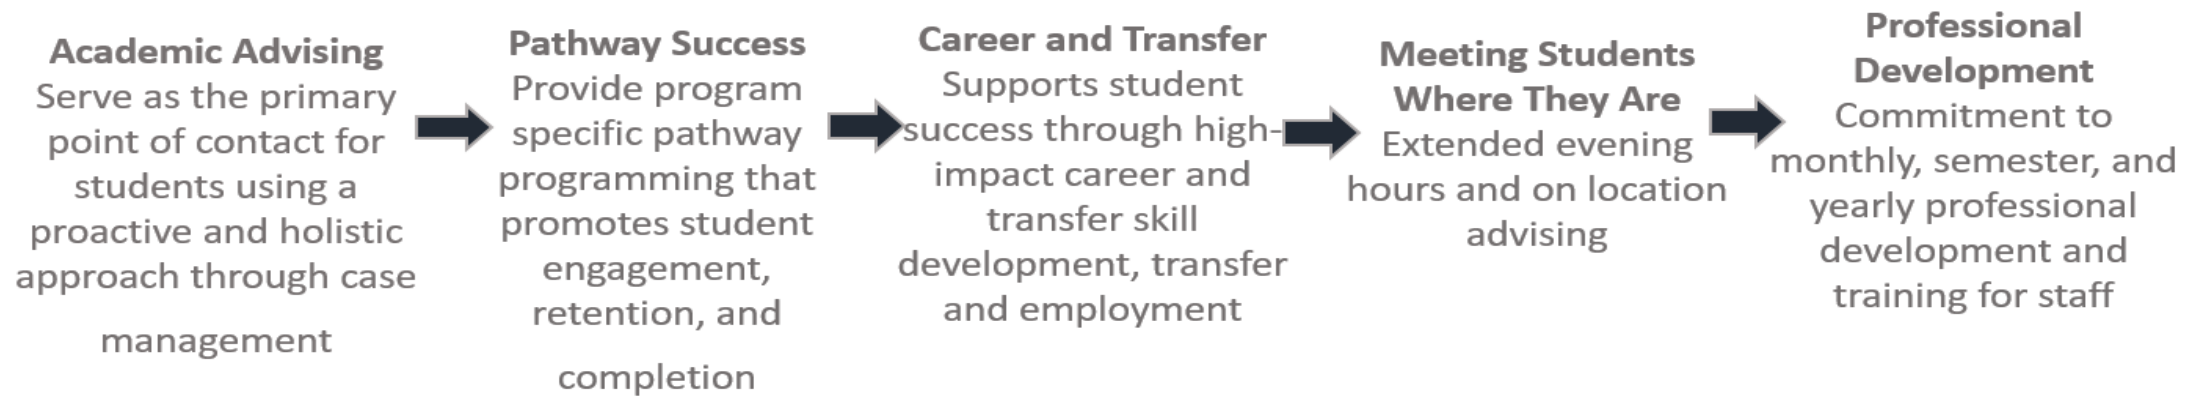 Academic Advising
Serve as the primary
point of contact for
students using a
proactive and holistic
approach through case
management
Pathway Success
Provide program
specific pathway
programming that
promotes student
engagement,
retention, and
completion
Career and Transfer
Supports student
success through high-
impact career and
transfer skill
development, transfer
and employment
Meeting Students
Where They Are
Extended evening
hours and on location
advising
Professional
Development
Commitment to
monthly, semester, and
yearly professional
development and
training for staff